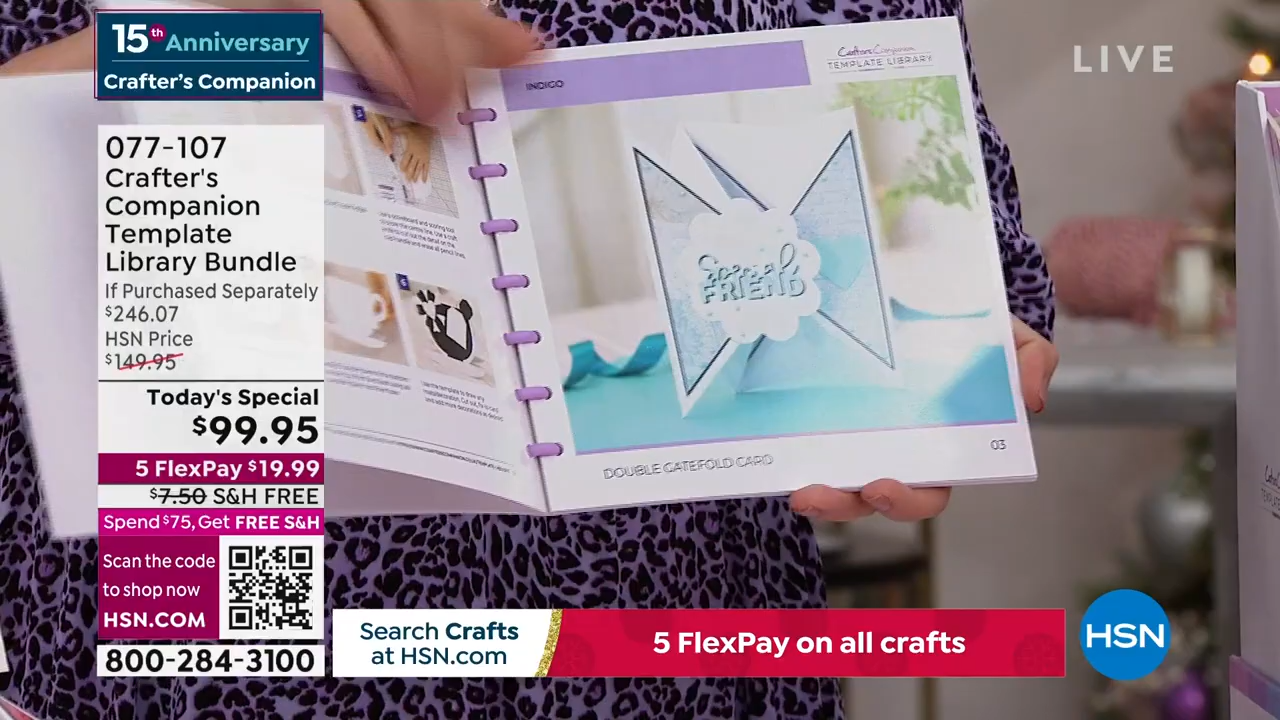 15th Anniversary
Crafter's Companion
077-107
Crafter's
Companion
Template
Library Bundle
If Purchased Separately
$246.07
HSN Price
$149.95
Today's Special
$99.95
5 FlexPay $19.99
$7.50 S&H FREE
Spend $75, Get FREE S&H
Scan the code
to shop now
HSN.COM
800-284-3100
INDIGO
Crafter's Companion
TEMPLATE LIBRARY
Special
FRIEND
DOUBLE GATEFOLD CARD
03
LIVE
Search Crafts
at HSN.com
5 FlexPay on all crafts
HSN